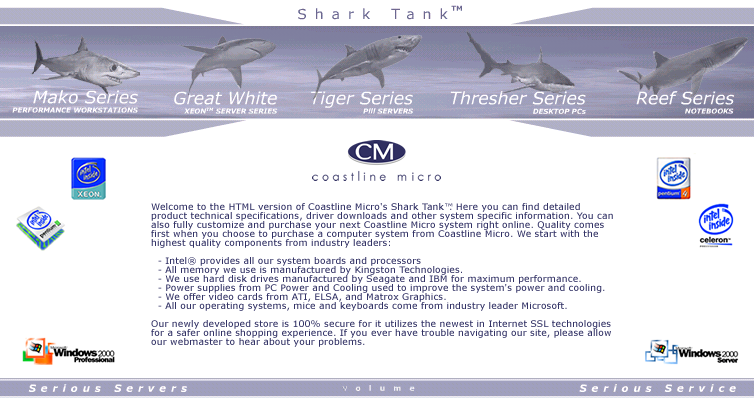 Shark Tank™
Mako Series
PERFORMANCE WORKSTATIONS
Great White
XEON™ SERVER SERIES
Tiger Series
PIII SERVERS
Thresher Series
DESKTOP PCs
Reef Series
NOTEBOOKS
CM
coastline micro
intel inside
XEON
intel inside
pentium 4
intel inside
pentium
intel inside
celeron
Welcome to the HTML version of Coastline Micro's Shark Tank™. Here you can find detailed
product technical specifications, driver downloads and other system specific information. You can
also fully customize and purchase your next Coastline Micro system right online. Quality comes
first when you choose to purchase a computer system from Coastline Micro. We start with the
highest quality components from industry leaders:
- Intel® provides all our system boards and processors
- All memory we use is manufactured by Kingston Technologies.
- We use hard disk drives manufactured by Seagate and IBM for maximum performance.
- Power supplies from PC Power and Cooling used to improve the system's power and cooling.
- We offer video cards from ATI, ELSA, and Matrox Graphics.
- All our operating systems, mice and keyboards come from industry leader Microsoft.
Our newly developed store is 100% secure for it utilizes the newest in Internet SSL technologies
for a safer online shopping experience. If you ever have trouble navigating our site, please allow
our webmaster to hear about your problems.
Microsoft
Windows 2000
Professional
Microsoft
Windows 2000
Server
Serious Servers
Volume
Serious Service